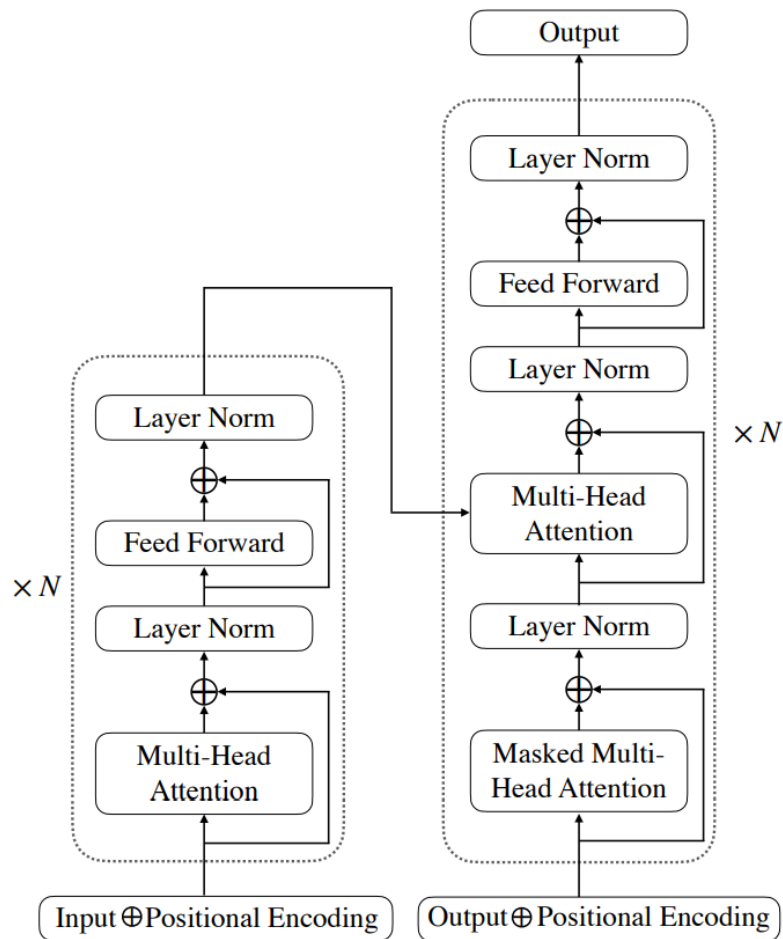 Output
Layer Norm
Feed Forward
Layer Norm
× N
Multi-Head
Attention
Layer Norm
Masked Multi-
Head Attention
Output ⊕ Positional Encoding
Layer Norm
Feed Forward
× N
Layer Norm
Multi-Head
Attention
Input ⊕ Positional Encoding